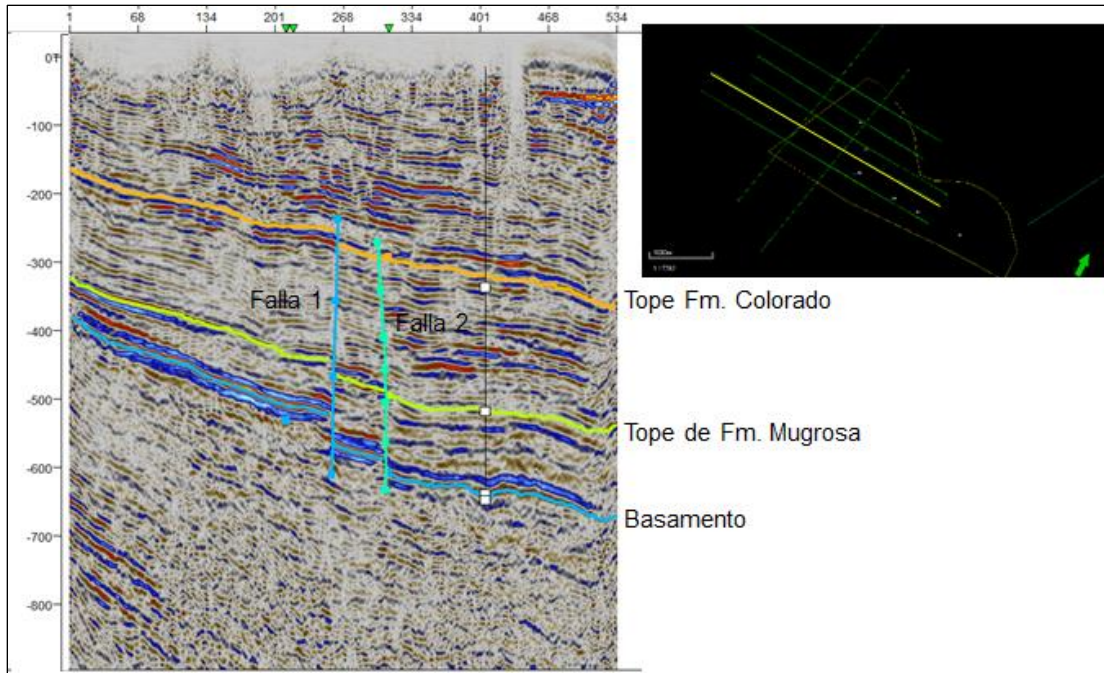 1 68 134 201 268 334 401 468 534
0
-100
-200
-300
-400
-500
-600
-700
-800
Falla 1
Falla 2
Tope Fm. Colorado
Tope de Fm. Mugrosa
Basamento